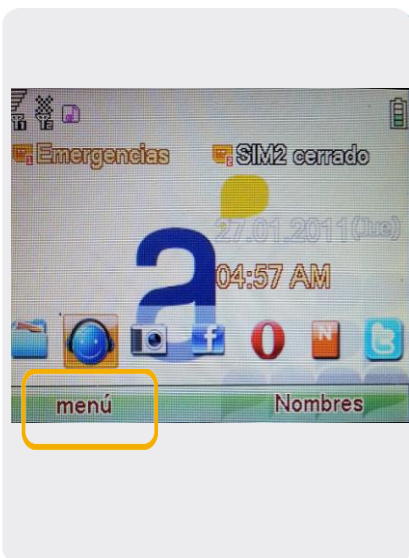 Emergencias SIM2 cerrado
a
27.01.2011(Jue)
04:57 AM
f N
menú Nombres